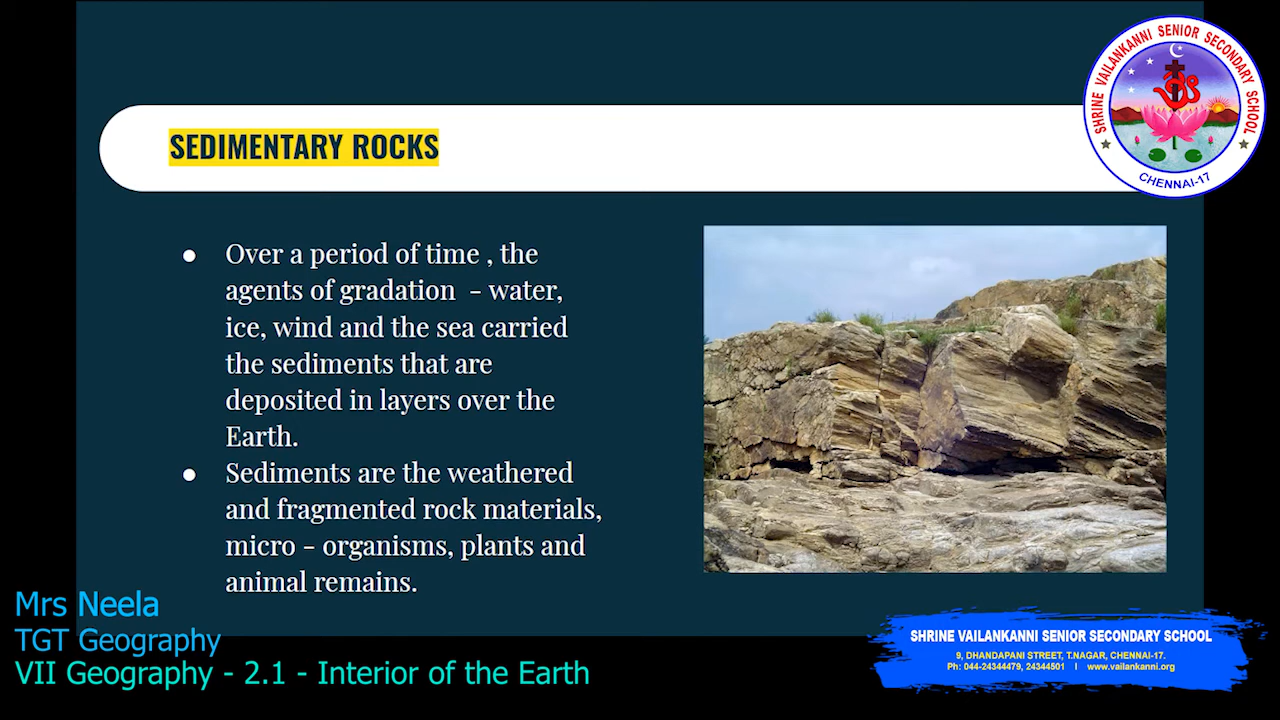 SHRINE VAILANKANNI SENIOR SECONDARY SCHOOL
CHENNAI-17
SEDIMENTARY ROCKS
● Over a period of time , the
agents of gradation - water,
ice, wind and the sea carried
the sediments that are
deposited in layers over the
Earth.
● Sediments are the weathered
and fragmented rock materials,
micro - organisms, plants and
animal remains.
Mrs Neela
TGT Geography
VII Geography - 2.1 - Interior of the Earth
SHRINE VAILANKANNI SENIOR SECONDARY SCHOOL
9, DHANDAPANI STREET, T.NAGAR, CHENNAI-17.
Ph: 044-24344479, 24344501 I www.vailankanni.org